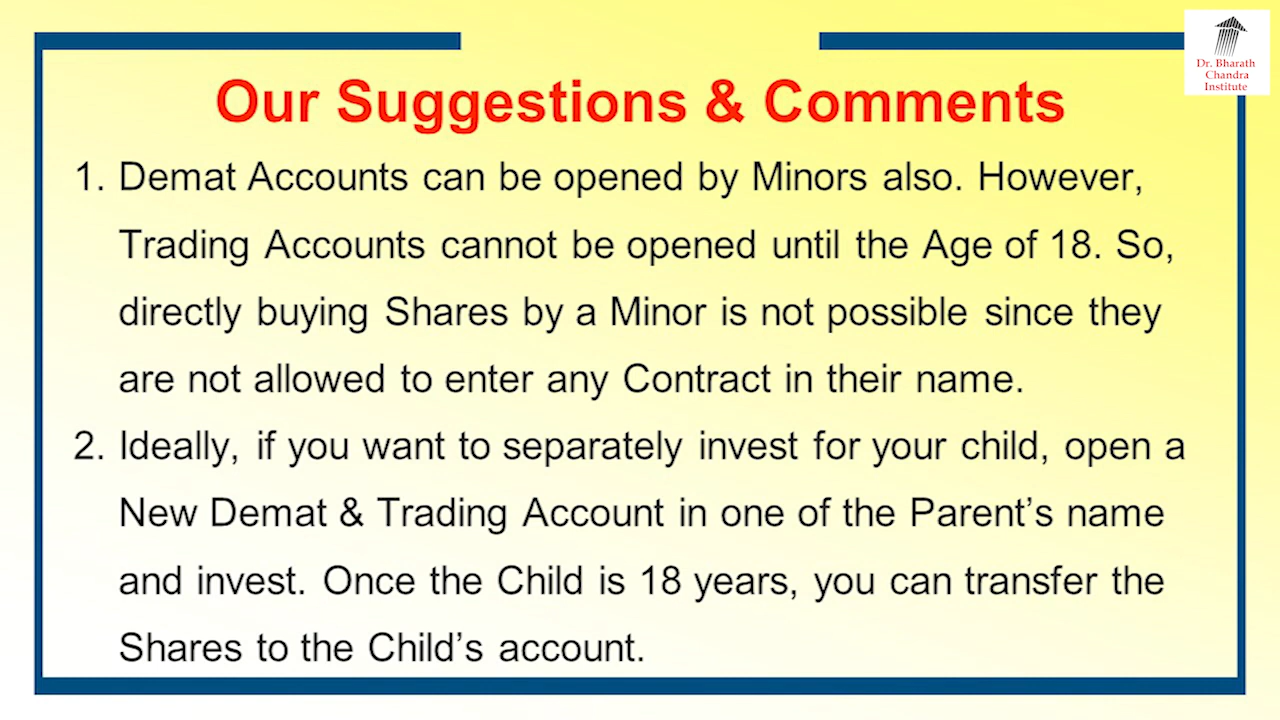 Dr. Bharath
Chandra
Institute
Our Suggestions & Comments
1. Demat Accounts can be opened by Minors also. However,
Trading Accounts cannot be opened until the Age of 18. So,
directly buying Shares by a Minor is not possible since they
are not allowed to enter any Contract in their name.
2. Ideally, if you want to separately invest for your child, open a
New Demat & Trading Account in one of the Parent’s name
and invest. Once the Child is 18 years, you can transfer the
Shares to the Child’s account.